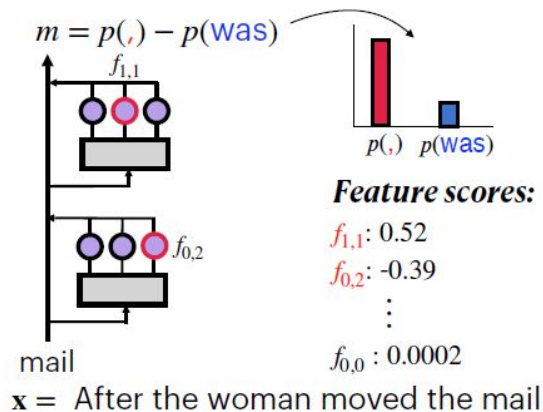 m = p(,) − p(was)
f1,1
p(,) p(was)
Feature scores:
f1,1: 0.52
f0,2
f0,2: -0.39
⋮
f0,0 : 0.0002
mail
x = After the woman moved the mail